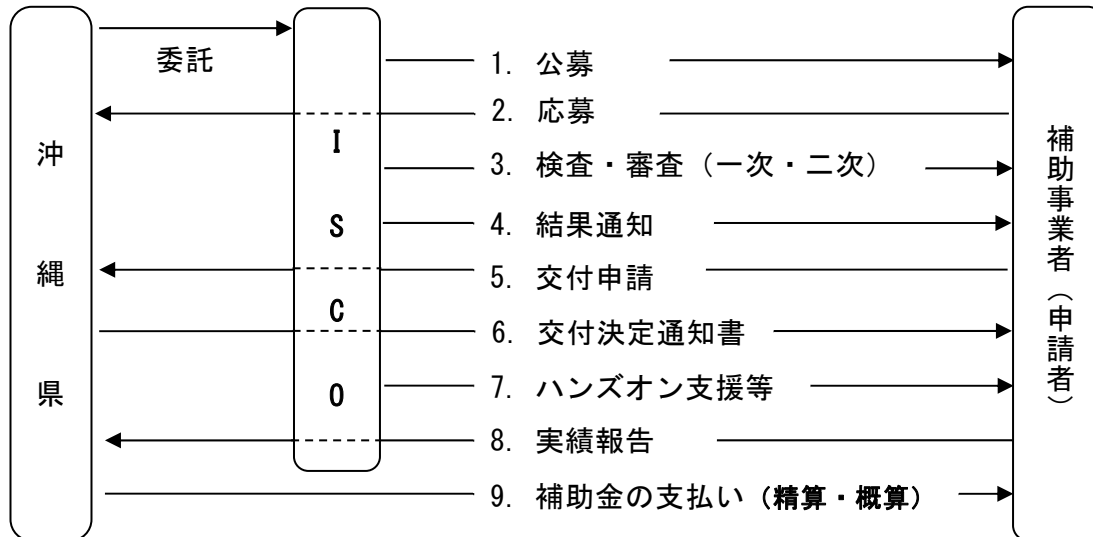 委託
沖縄県
ISCO
1. 公募
2. 応募
3. 検査・審査（一次・二次）
4. 結果通知
5. 交付申請
6. 交付決定通知書
7. ハンズオン支援等
8. 実績報告
9. 補助金の支払い（精算・概算）
補助事業者（申請者）